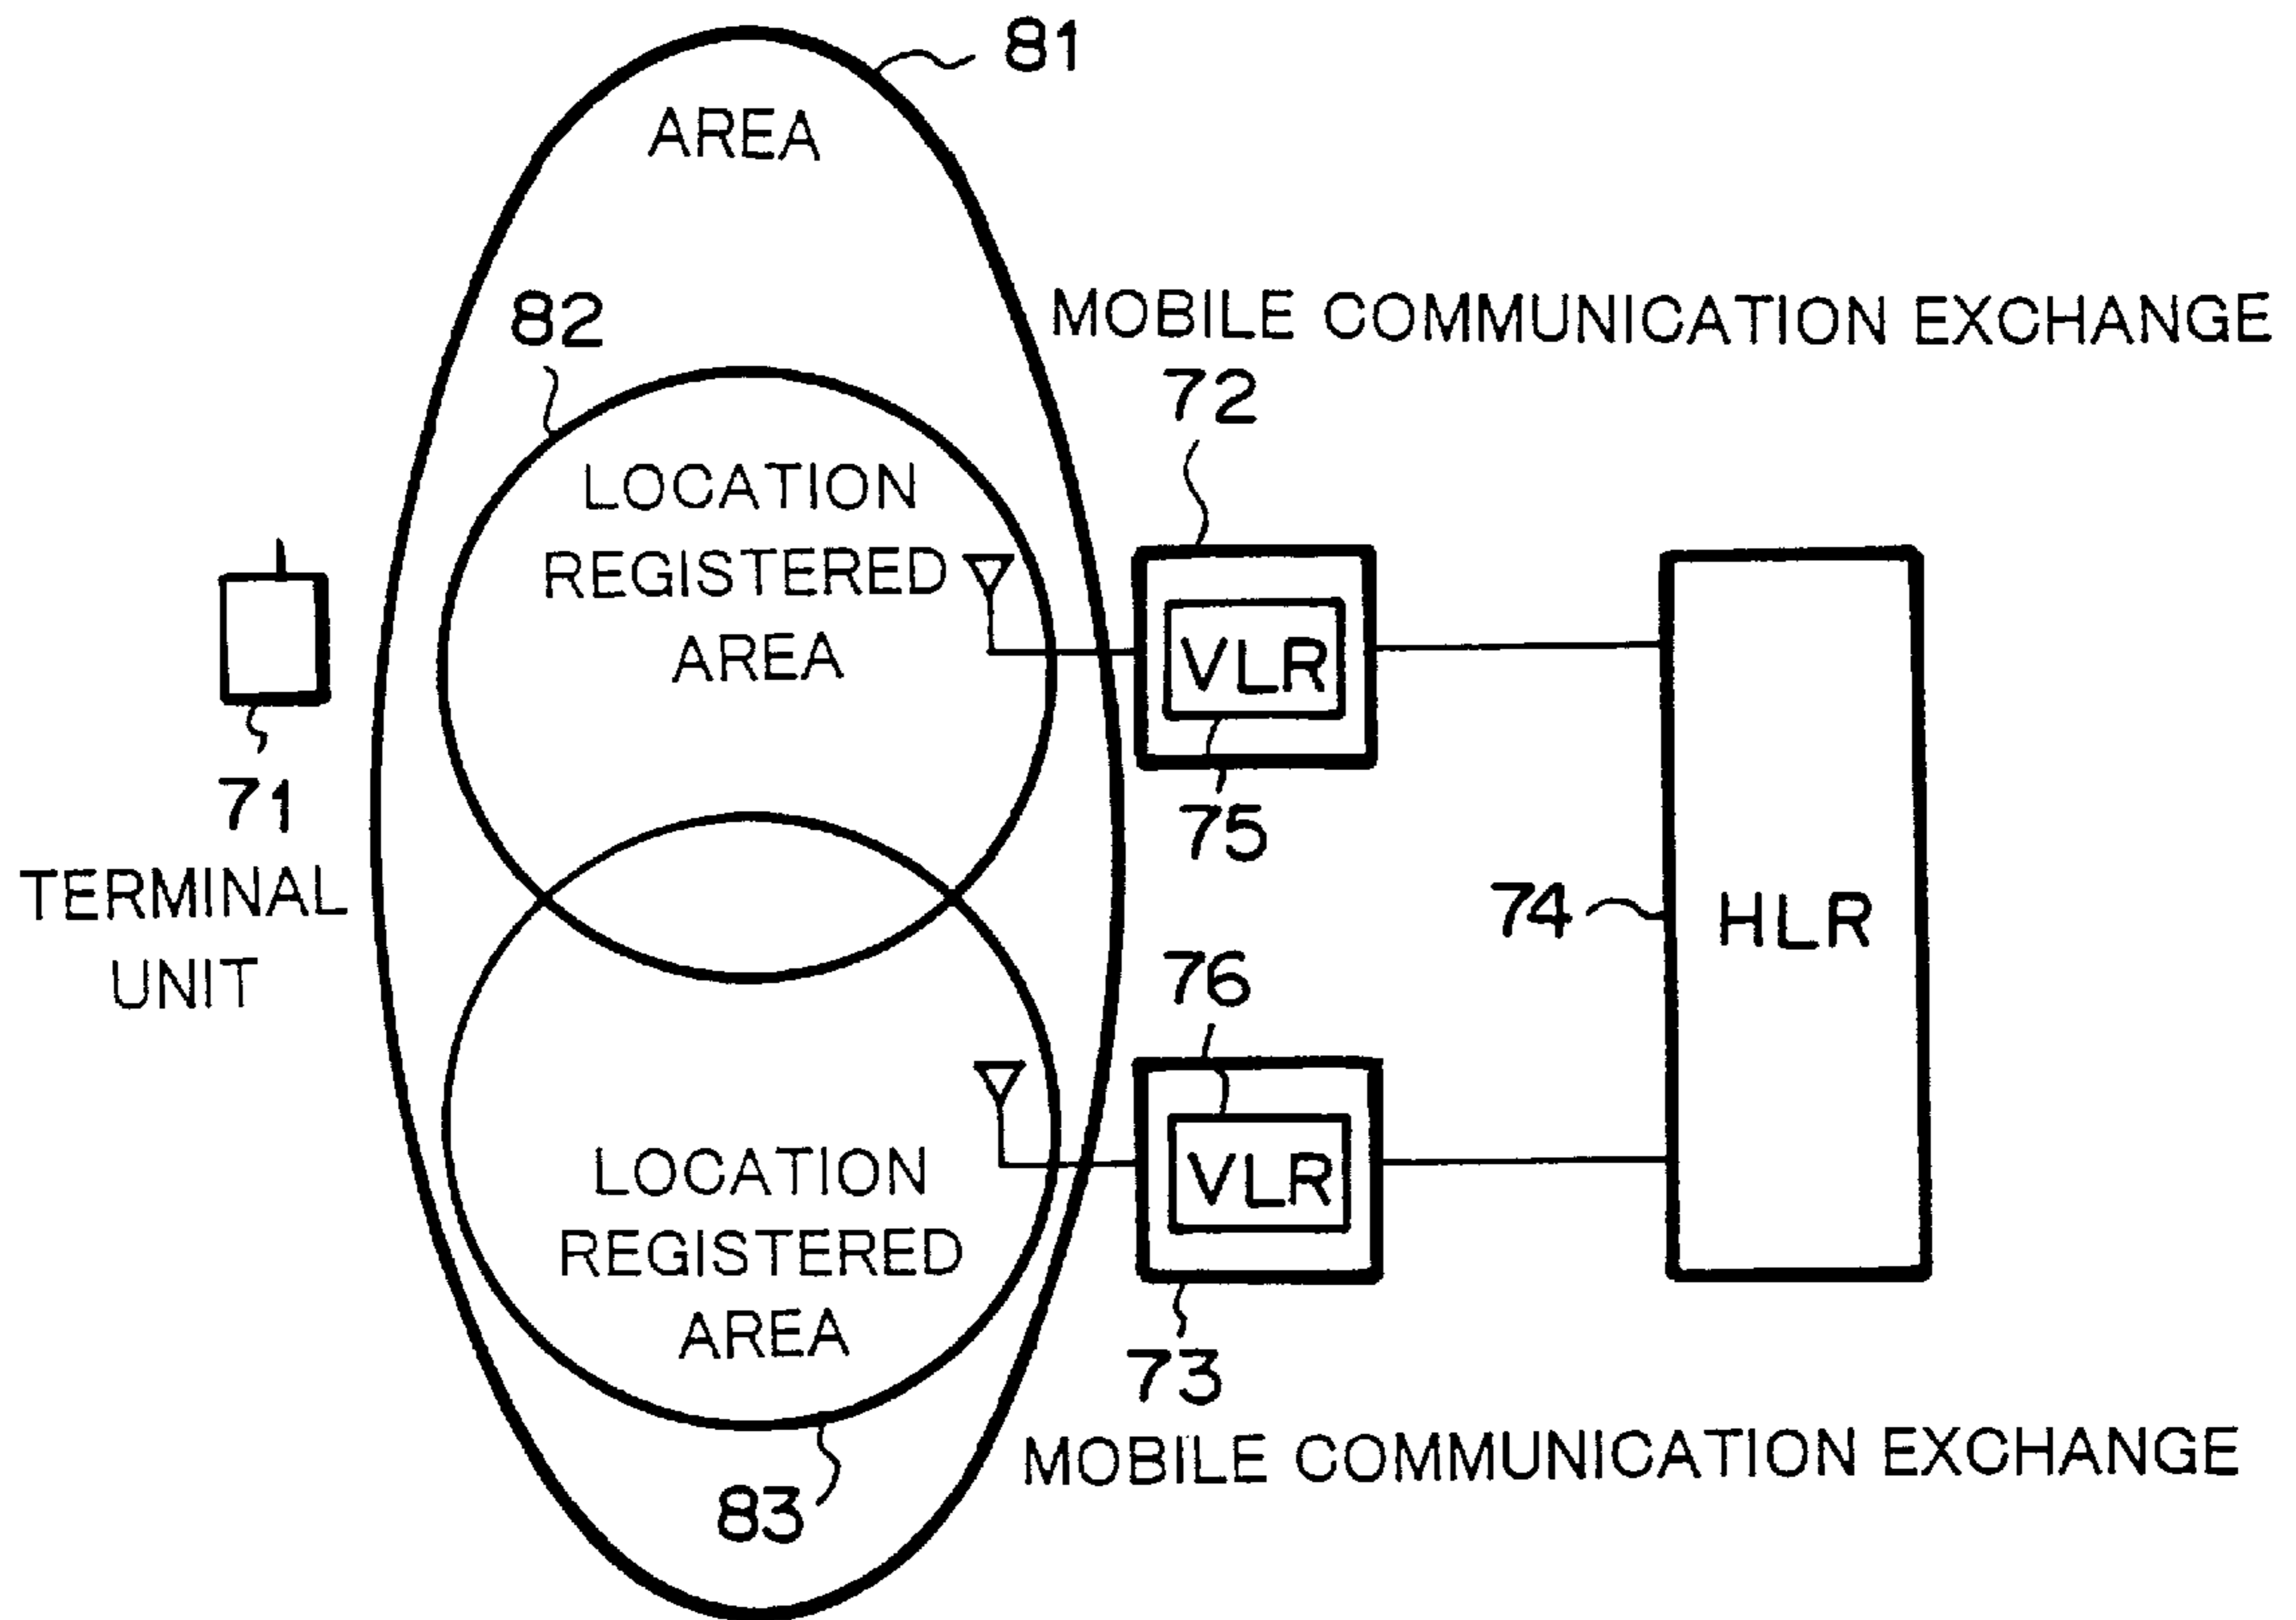 81
AREA
82
MOBILE COMMUNICATION EXCHANGE
72
LOCATION
REGISTERED
AREA
VLR
75
71
TERMINAL
UNIT
74
HLR
76
VLR
LOCATION
REGISTERED
AREA
73
MOBILE COMMUNICATION EXCHANGE
83